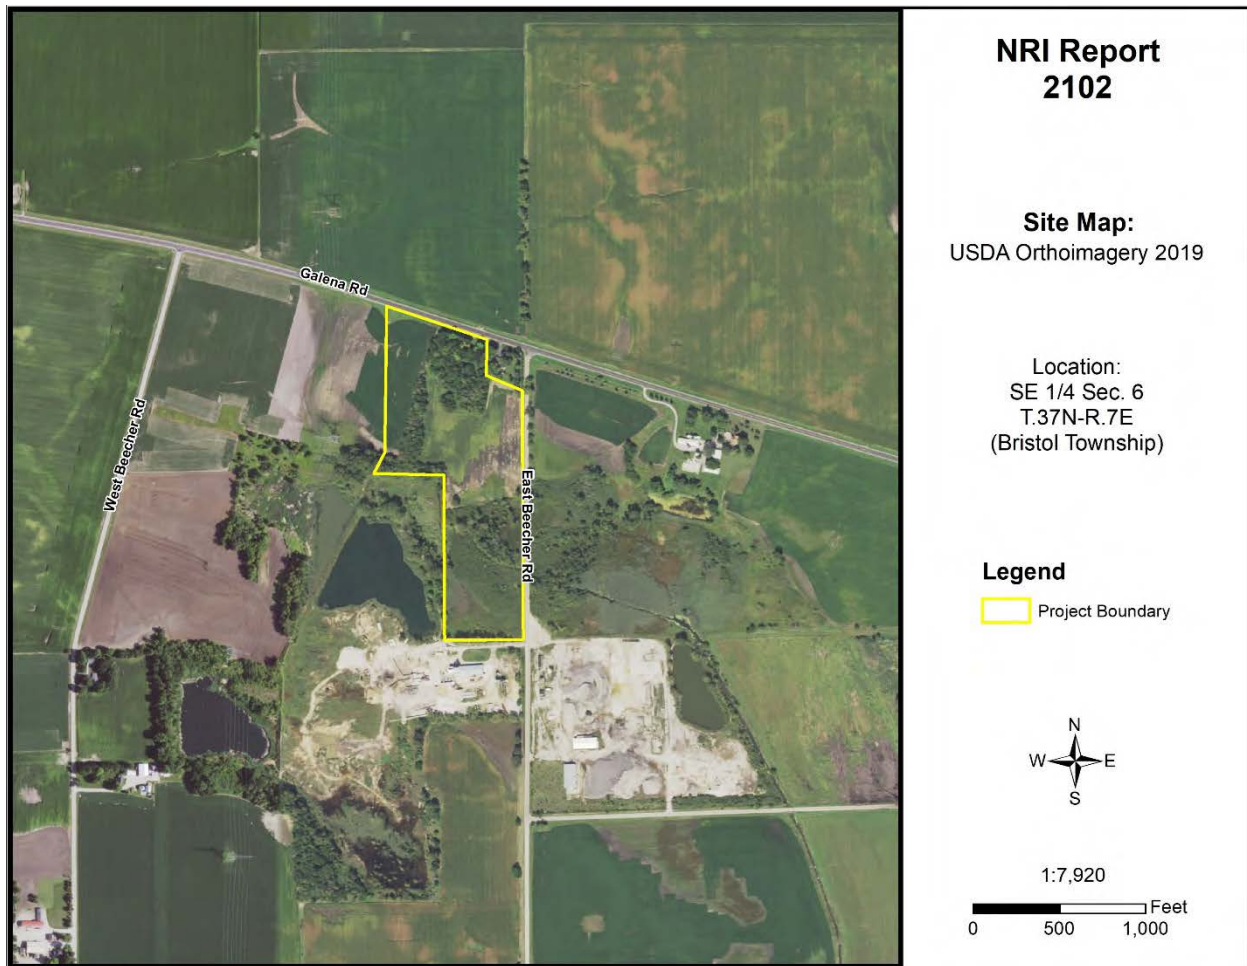 NRI Report
2102
Site Map:
USDA Orthoimagery 2019
Location:
SE 1/4 Sec. 6
T.37N-R.7E
(Bristol Township)
Legend
Project Boundary
N
W E
S
1:7,920
Feet
0 500 1,000
Galena Rd
West Beecher Rd
East Beecher Rd